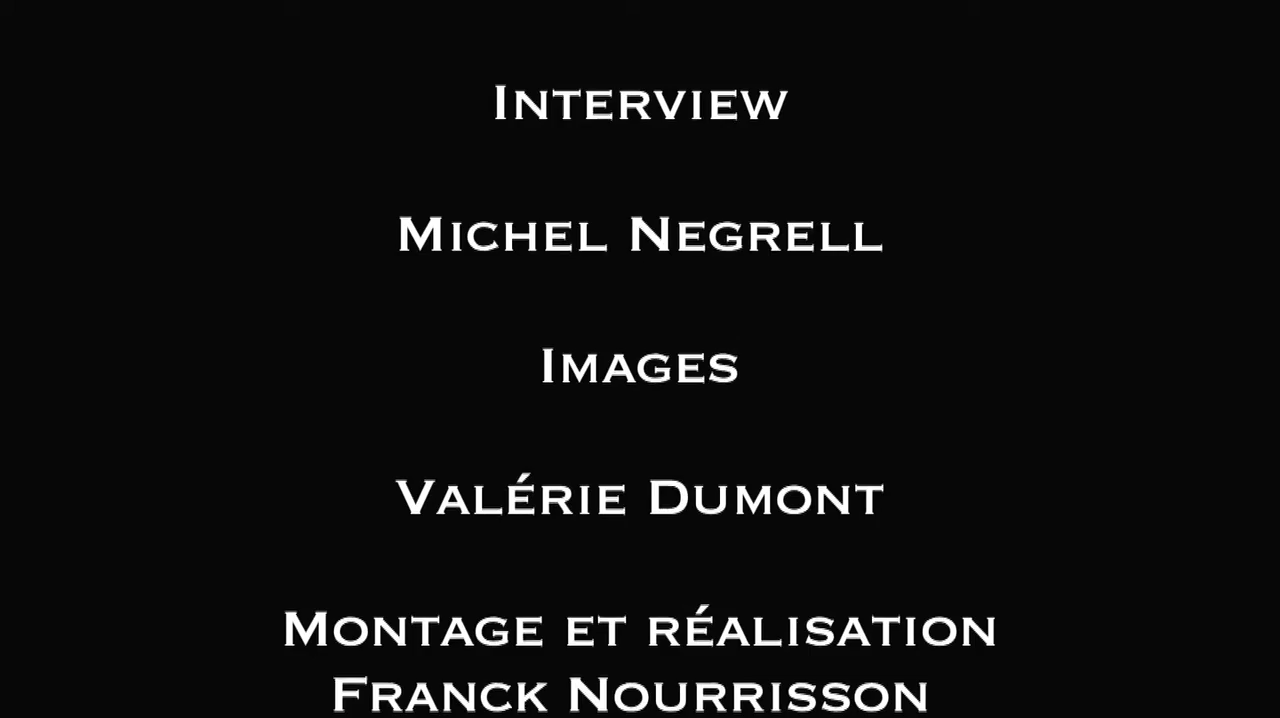 Interview
Michel Negrell
Images
Valérie Dumont
Montage et réalisation
Franck Nourrisson